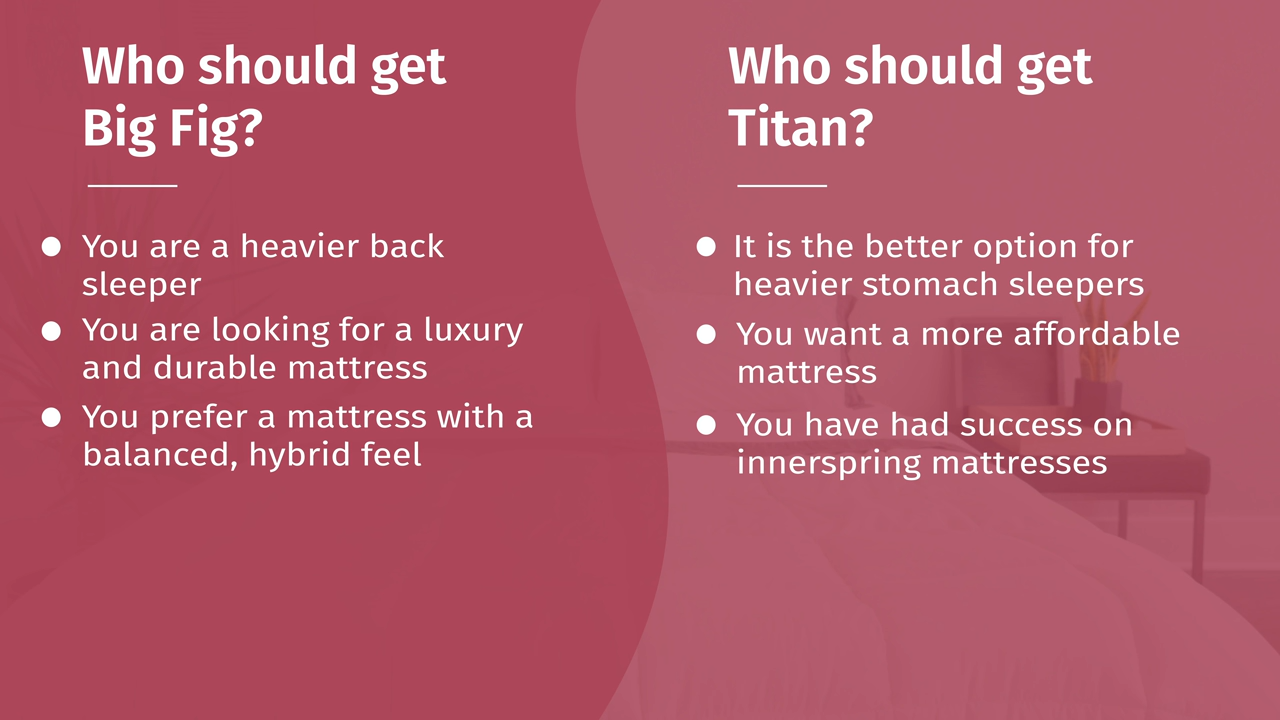 Who should get
Big Fig?
● You are a heavier back
sleeper
● You are looking for a luxury
and durable mattress
● You prefer a mattress with a
balanced, hybrid feel
Who should get
Titan?
● It is the better option for
heavier stomach sleepers
● You want a more affordable
mattress
● You have had success on
innerspring mattresses